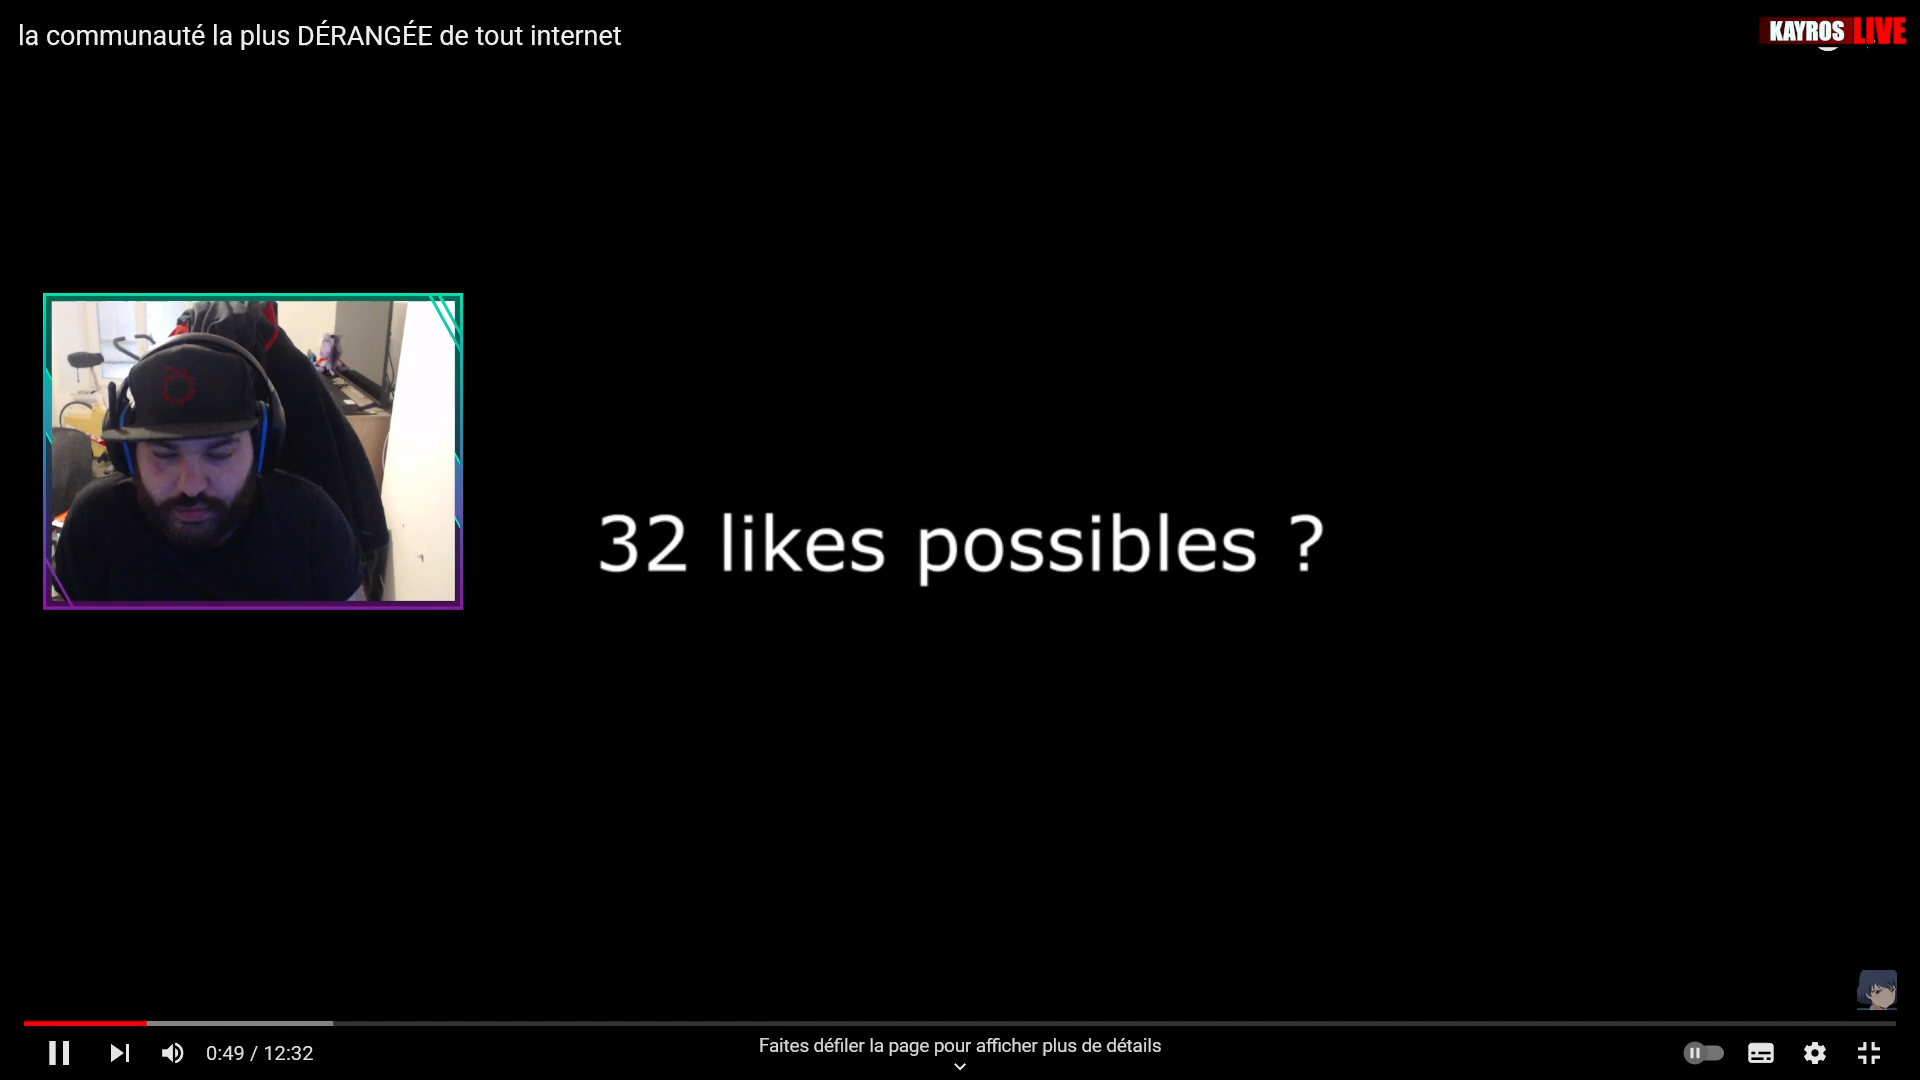 la communauté la plus DÉRANGÉE de tout internet
KAYROS LIVE
32 likes possibles ?
0:49 / 12:32
Faites défiler la page pour afficher plus de détails